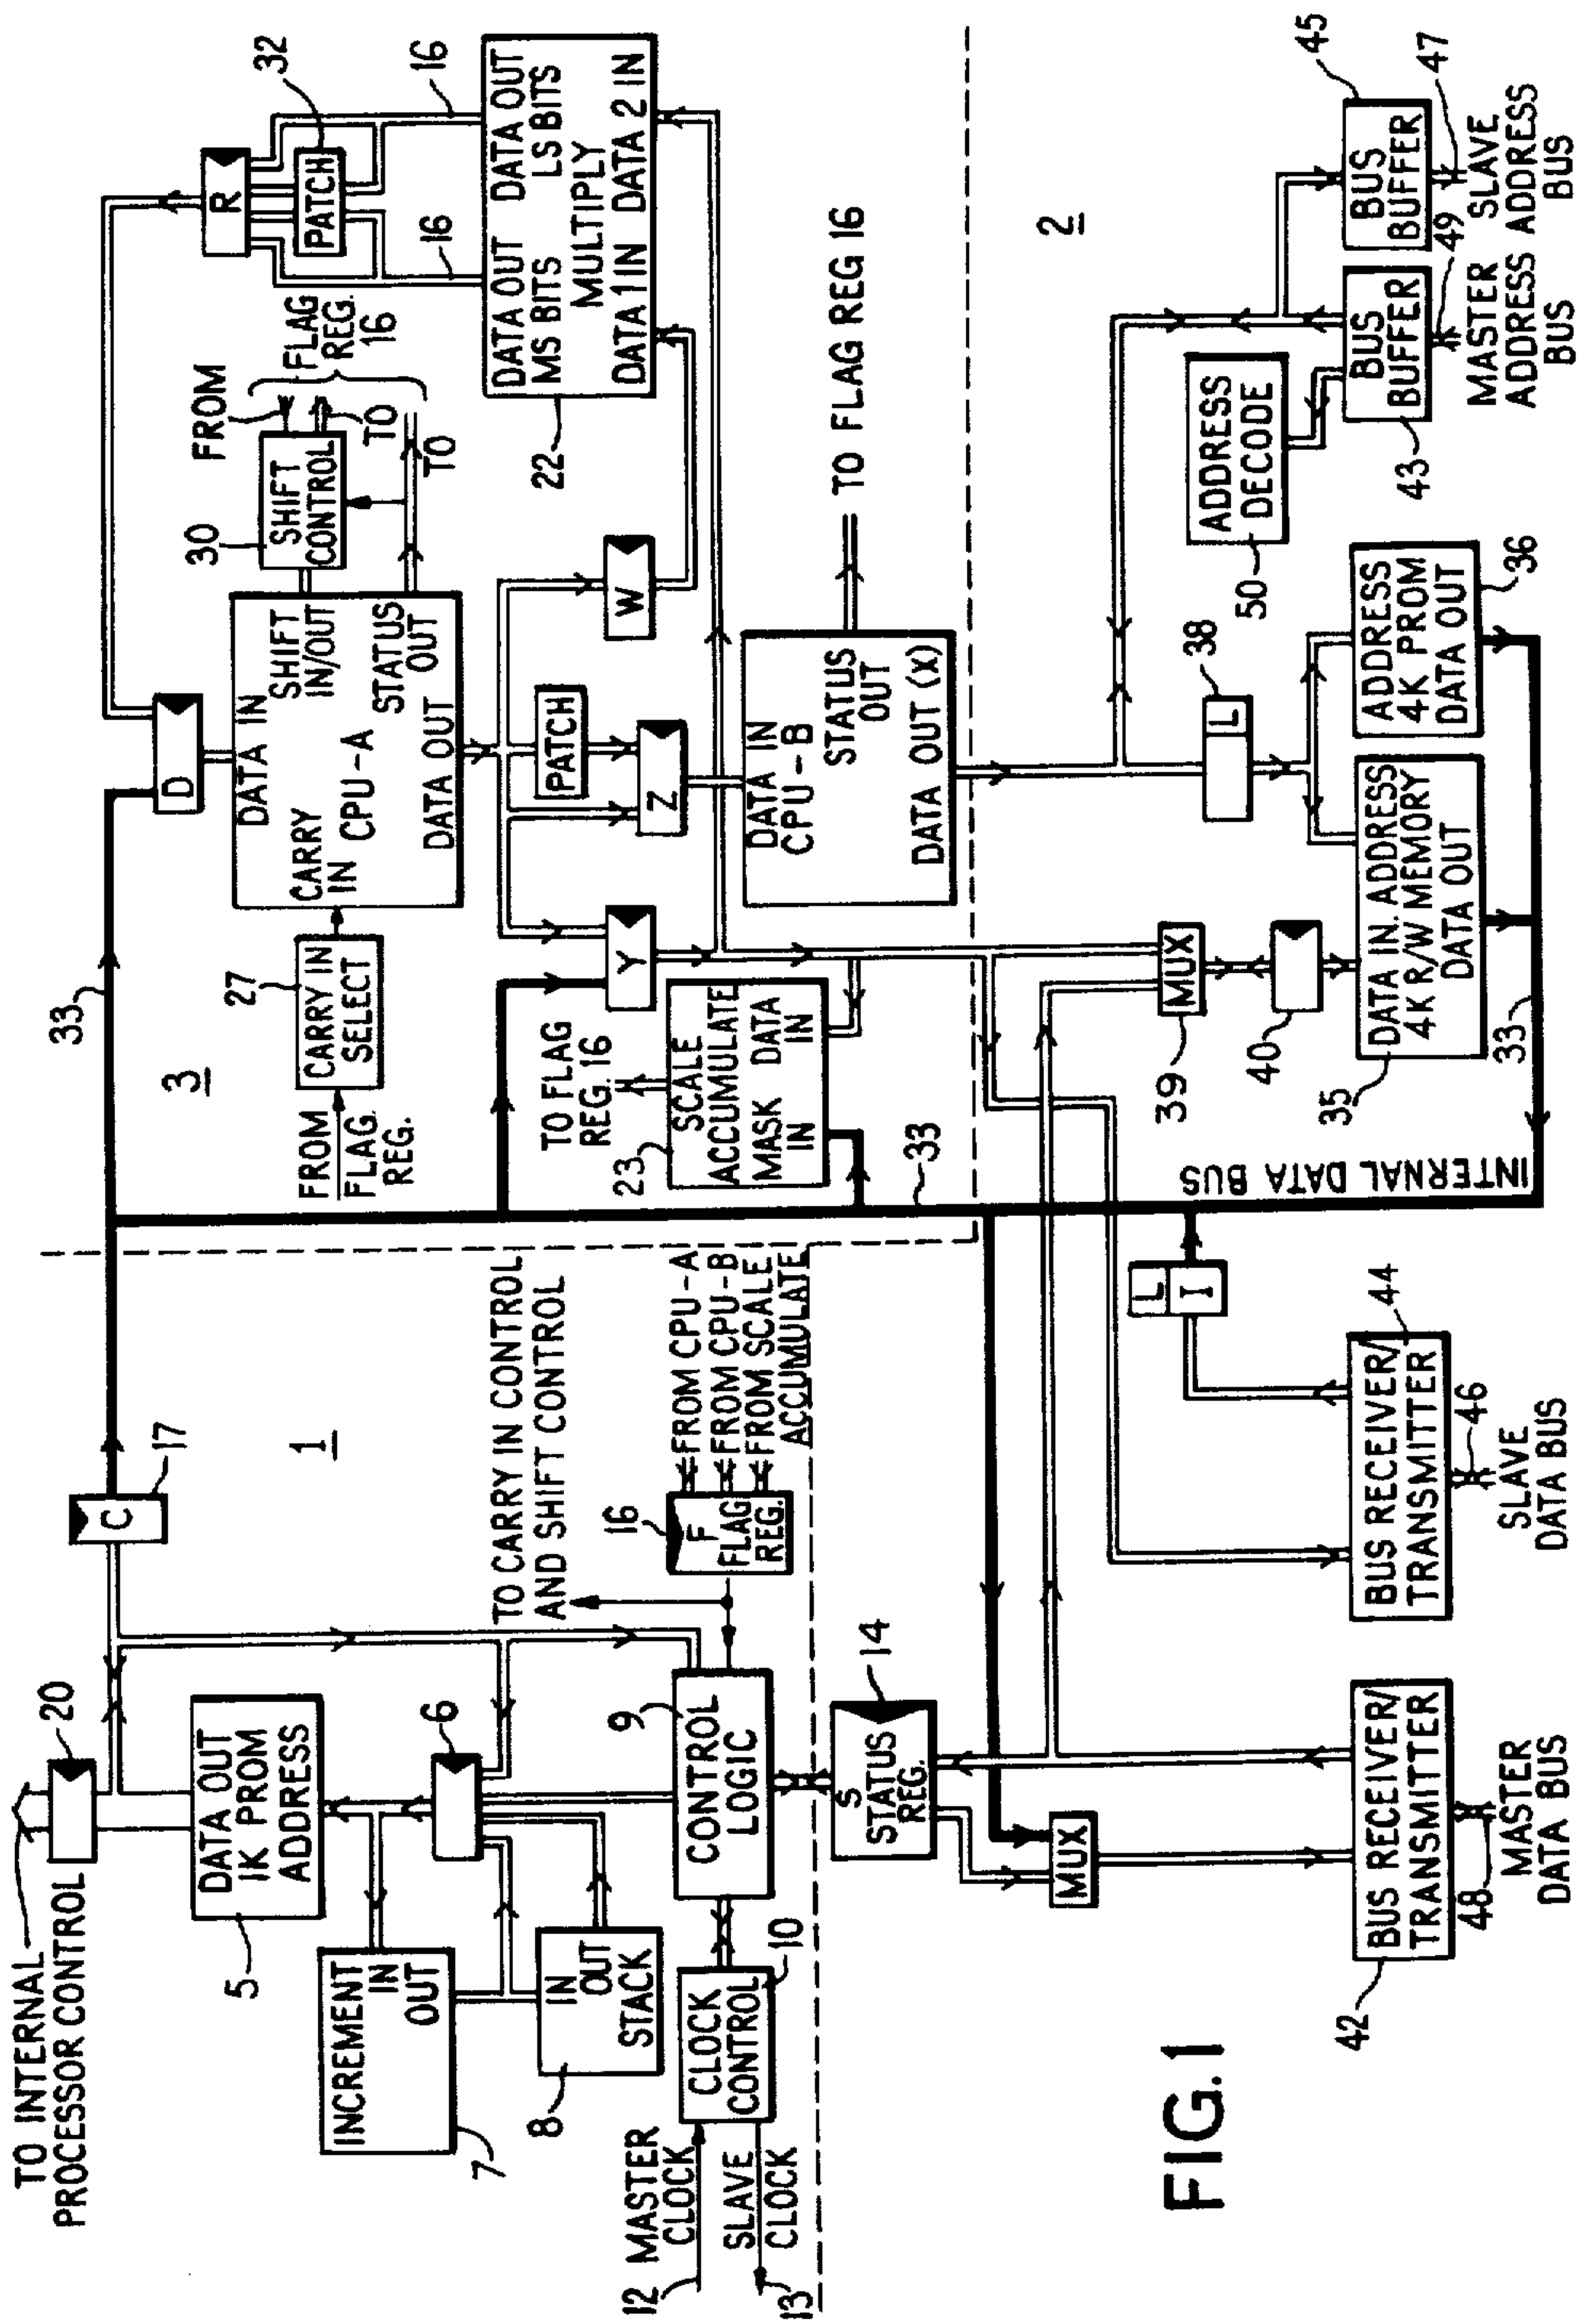 TO INTERNAL
PROCESSOR CONTROL
20
DATA OUT
1K PROM
ADDRESS
5
INCREMENT
IN
OUT
7
6
IN
OUT
STACK
8
CONTROL
LOGIC
9
CLOCK
CONTROL
10
12
MASTER
CLOCK
SLAVE
CLOCK
13
C
17
1
TO CARRY IN CONTROL
AND SHIFT CONTROL
16
F
FLAG
REG.
FROM CPU-A
FROM CPU-B
FROM SCALE
ACCUMULATE
33
3
27
CARRY IN
SELECT
FROM
FLAG
REG.
D
DATA IN
CARRY
IN
CPU-A
SHIFT
IN/OUT
STATUS
OUT
DATA OUT
30
SHIFT
CONTROL
FROM
FLAG
REG.
16
TO
TO
R
PATCH
32
16
16
DATA OUT
MS BITS
DATA OUT
LS BITS
MULTIPLY
DATA 1 IN
DATA 2 IN
22
Y
PATCH
Z
W
TO FLAG
REG. 16
23
SCALE
ACCUMULATE
MASK
IN
DATA
IN
DATA IN
CPU-B
STATUS
OUT
DATA OUT (X)
TO FLAG REG 16
33
2
14
S
STATUS
REG.
MUX
BUS RECEIVER/
TRANSMITTER
42
48
MASTER
DATA BUS
BUS RECEIVER/
TRANSMITTER
44
46
SLAVE
DATA BUS
L
I
INTERNAL DATA BUS
33
MUX
39
40
38
L
DATA IN. ADDRESS
4K R/W MEMORY
DATA OUT
35
ADDRESS
4K PROM
DATA OUT
36
ADDRESS
DECODE
50
BUS
BUFFER
43
49
MASTER
ADDRESS
BUS
BUS
BUFFER
45
47
SLAVE
ADDRESS
BUS
FIG.1